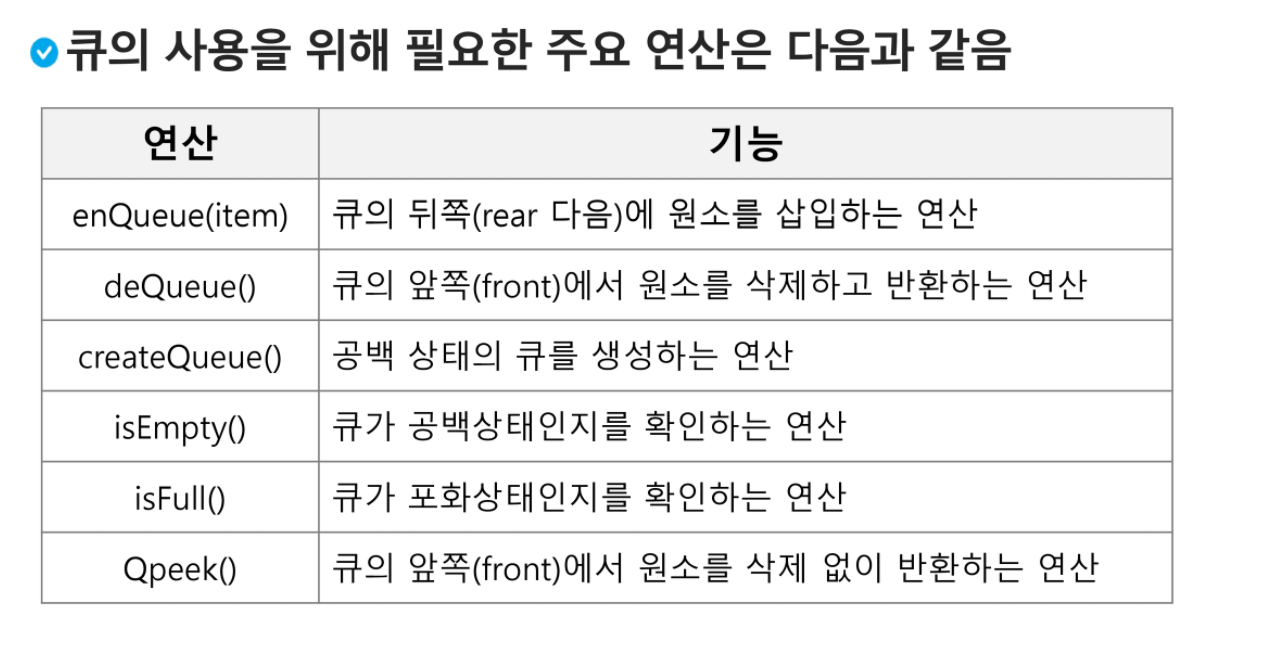 큐의 사용을 위해 필요한 주요 연산은 다음과 같음
연산 기능
enQueue(item) 큐의 뒤쪽(rear 다음)에 원소를 삽입하는 연산
deQueue() 큐의 앞쪽(front)에서 원소를 삭제하고 반환하는 연산
createQueue() 공백 상태의 큐를 생성하는 연산
isEmpty() 큐가 공백상태인지를 확인하는 연산
isFull() 큐가 포화상태인지를 확인하는 연산
Qpeek() 큐의 앞쪽(front)에서 원소를 삭제 없이 반환하는 연산